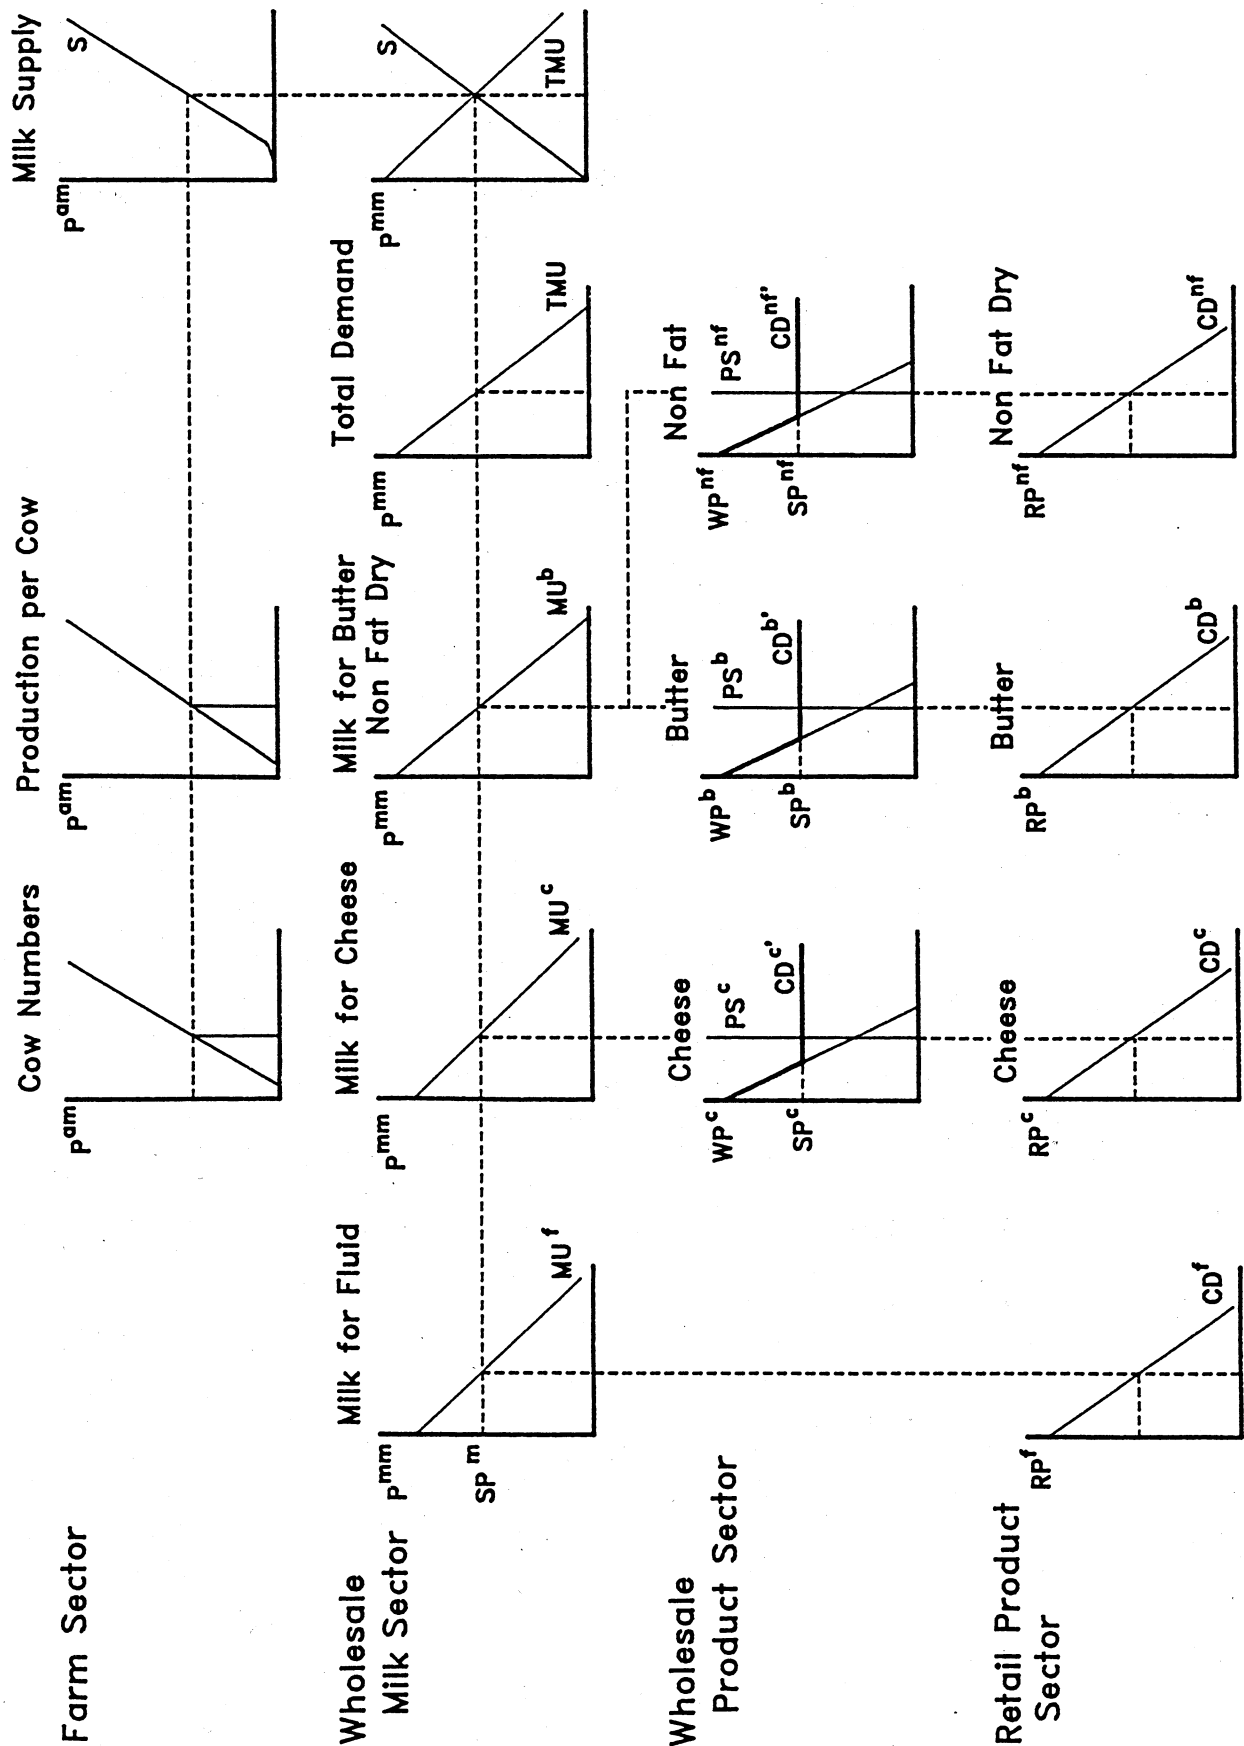 Farm Sector
Cow Numbers
Production per Cow
Milk Supply
P^am
P^am
P^am
S
Wholesale
Milk Sector
Milk for Fluid
Milk for Cheese
Milk for Butter
Non Fat Dry
Total Demand
P^mm
SP^m
MU^f
P^mm
MU^c
P^mm
MU^b
P^mm
TMU
P^mm
S
TMU
Wholesale
Product Sector
Cheese
WP^c
SP^c
PS^c
CD^c'
Butter
WP^b
SP^b
PS^b
CD^b'
Non Fat
WP^nf
SP^nf
PS^nf
CD^nf'
Retail Product
Sector
RP^f
CD^f
Cheese
RP^c
CD^c
Butter
RP^b
CD^b
Non Fat Dry
RP^nf
CD^nf